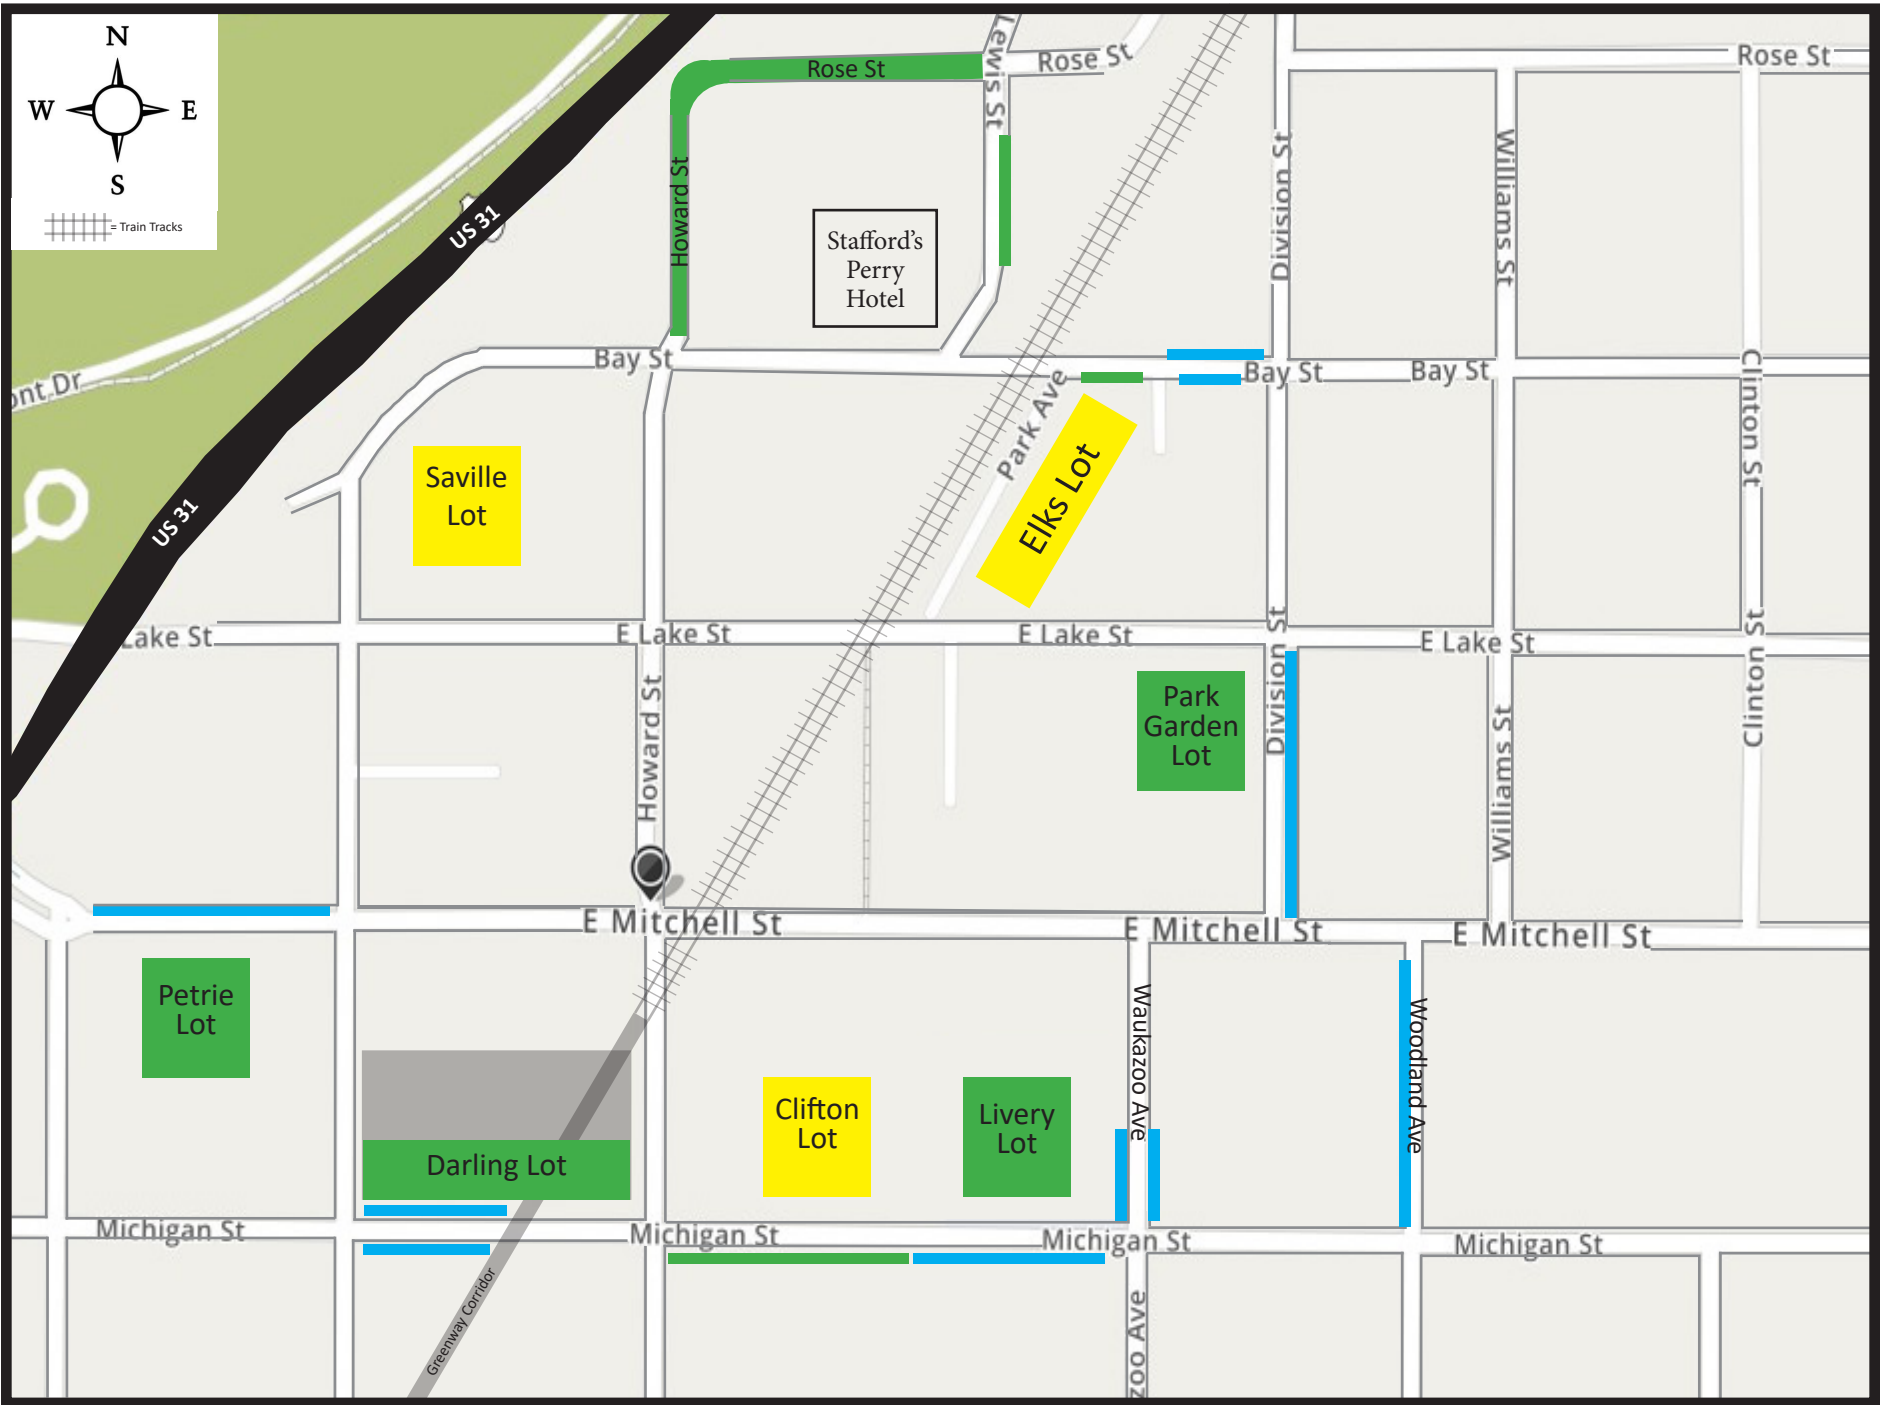 N
W
E
S
= Train Tracks
Rose St
Rose St
Rose St
Lewis St
Howard St
Division St
Williams St
US 31
Stafford's
Perry
Hotel
Bay St
Bay St
Bay St
ont Dr
Park Ave
Clinton St
Saville
Lot
Elks Lot
US 31
Lake St
E Lake St
E Lake St
E Lake St
Howard St
Park
Garden
Lot
Division St
Williams St
Clinton St
E Mitchell St
E Mitchell St
E Mitchell St
Petrie
Lot
Waukazoo Ave
Woodland Ave
Clifton
Lot
Livery
Lot
Darling Lot
Michigan St
Michigan St
Michigan St
Michigan St
Greenway Corridor
zoo Ave